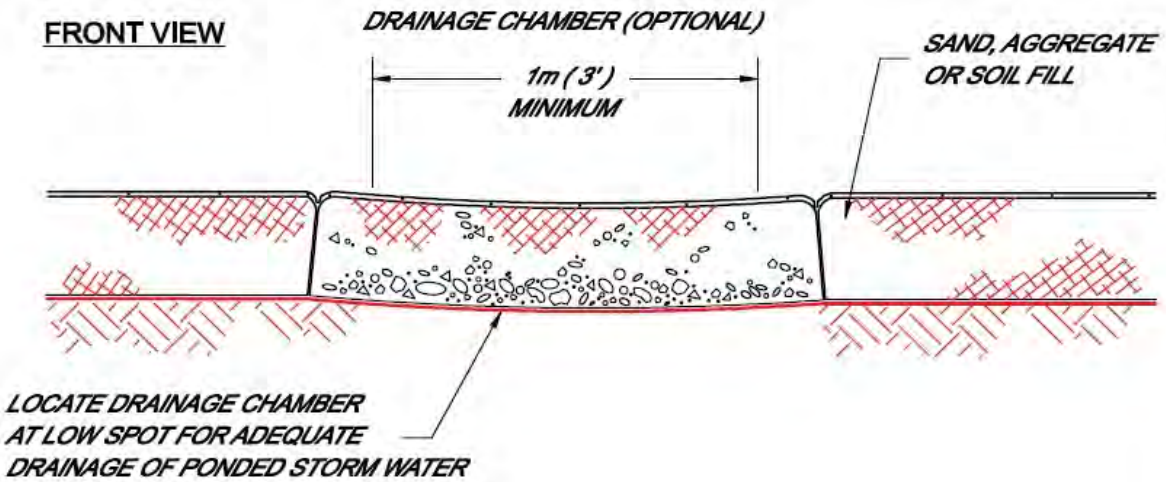 FRONT VIEW
DRAINAGE CHAMBER (OPTIONAL)
1m ( 3' )
MINIMUM
SAND, AGGREGATE
OR SOIL FILL
LOCATE DRAINAGE CHAMBER
AT LOW SPOT FOR ADEQUATE
DRAINAGE OF PONDED STORM WATER